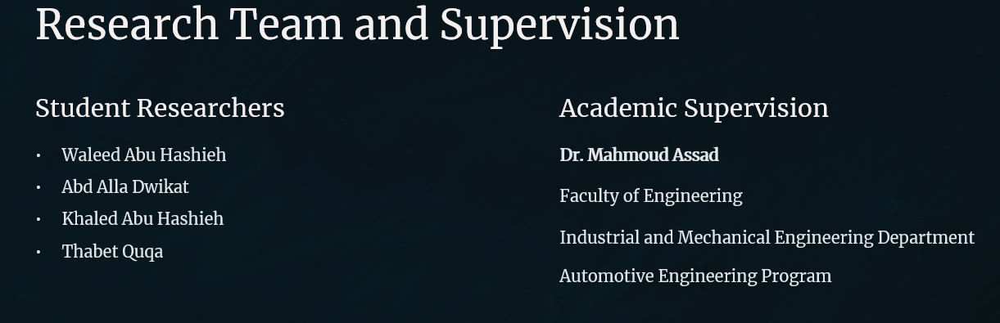 Research Team and Supervision
Student Researchers
• Waleed Abu Hashieh
• Abd Alla Dwikat
• Khaled Abu Hashieh
• Thabet Quqa
Academic Supervision
Dr. Mahmoud Assad
Faculty of Engineering
Industrial and Mechanical Engineering Department
Automotive Engineering Program